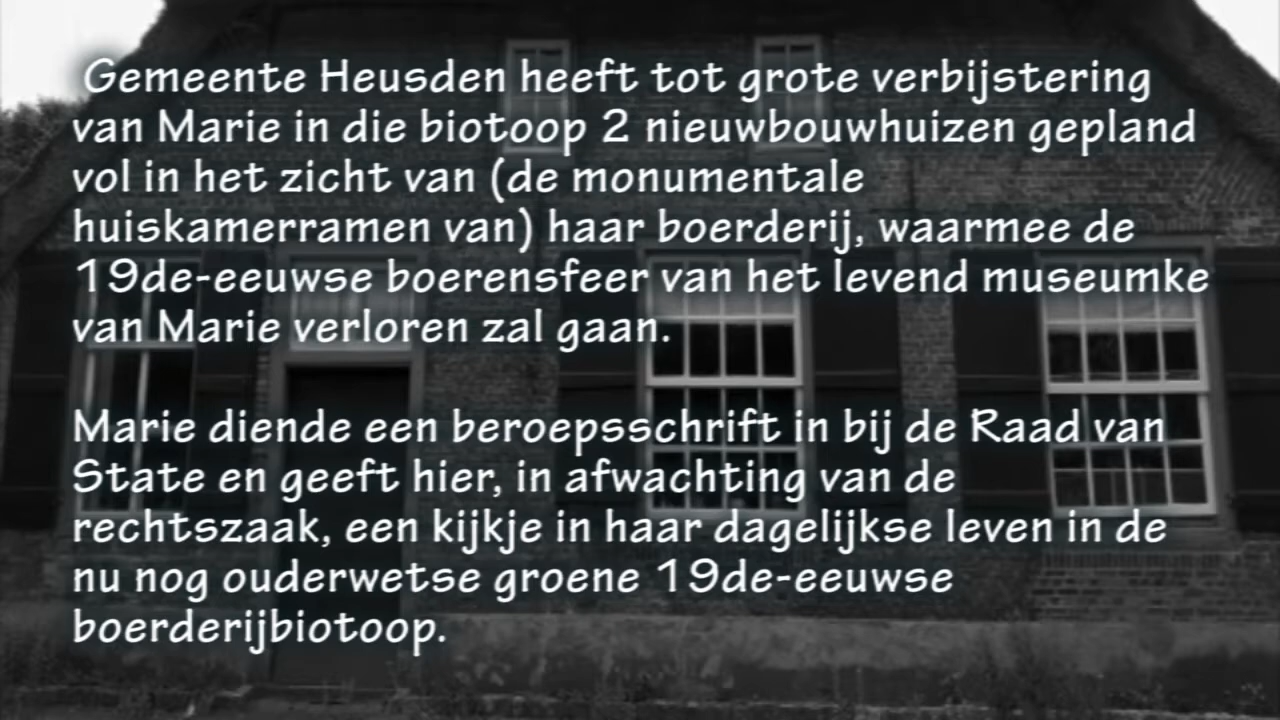 Gemeente Heusden heeft tot grote verbijstering
van Marie in die biotoop 2 nieuwbouwhuizen gepland
vol in het zicht van (de monumentale
huiskamerramen van) haar boerderij, waarmee de
19de-eeuwse boerensfeer van het levend museumke
van Marie verloren zal gaan.
Marie diende een beroepsschrift in bij de Raad van
State en geeft hier, in afwachting van de
rechtszaak, een kijkje in haar dagelijkse leven in de
nu nog ouderwetse groene 19de-eeuwse
boerderijbiotoop.